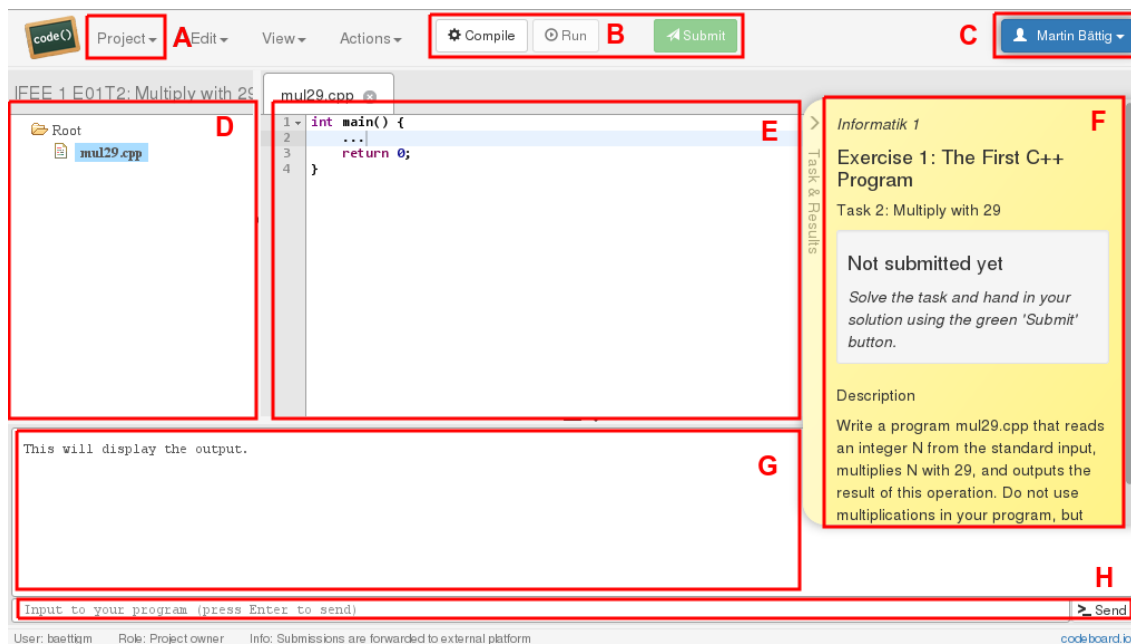 code() Project A Edit View Actions Compile Run B Submit C Martin Bättig
IFEE 1 E01T2: Multiply with 29 mul29.cpp
D
Root
mul29.cpp
E
1 int main() {
2 ...
3 return 0;
4 }
Task & Results
F
Informatik 1
Exercise 1: The First C++
Program
Task 2: Multiply with 29
Not submitted yet
Solve the task and hand in your
solution using the green 'Submit'
button.
Description
Write a program mul29.cpp that reads
an integer N from the standard input,
multiplies N with 29, and outputs the
result of this operation. Do not use
multiplications in your program, but
This will display the output.
G
H
Input to your program (press Enter to send) >_ Send
User: baettigm Role: Project owner Info: Submissions are forwarded to external platform codeboard.io